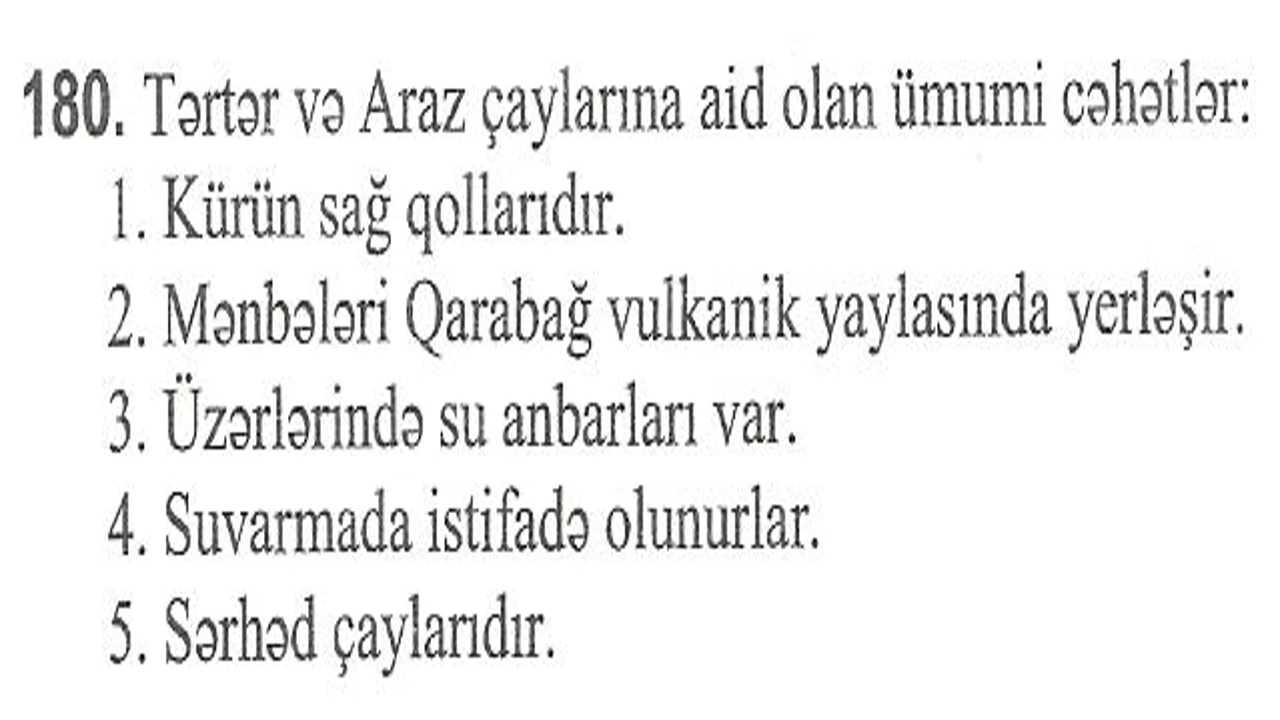 180. Tərtər və Araz çaylarına aid olan ümumi cəhətlər:
1. Kürün sağ qollarıdır.
2. Mənbələri Qarabağ vulkanik yaylasında yerləşir.
3. Üzərlərində su anbarları var.
4. Suvarmada istifadə olunurlar.
5. Sərhəd çaylarıdır.